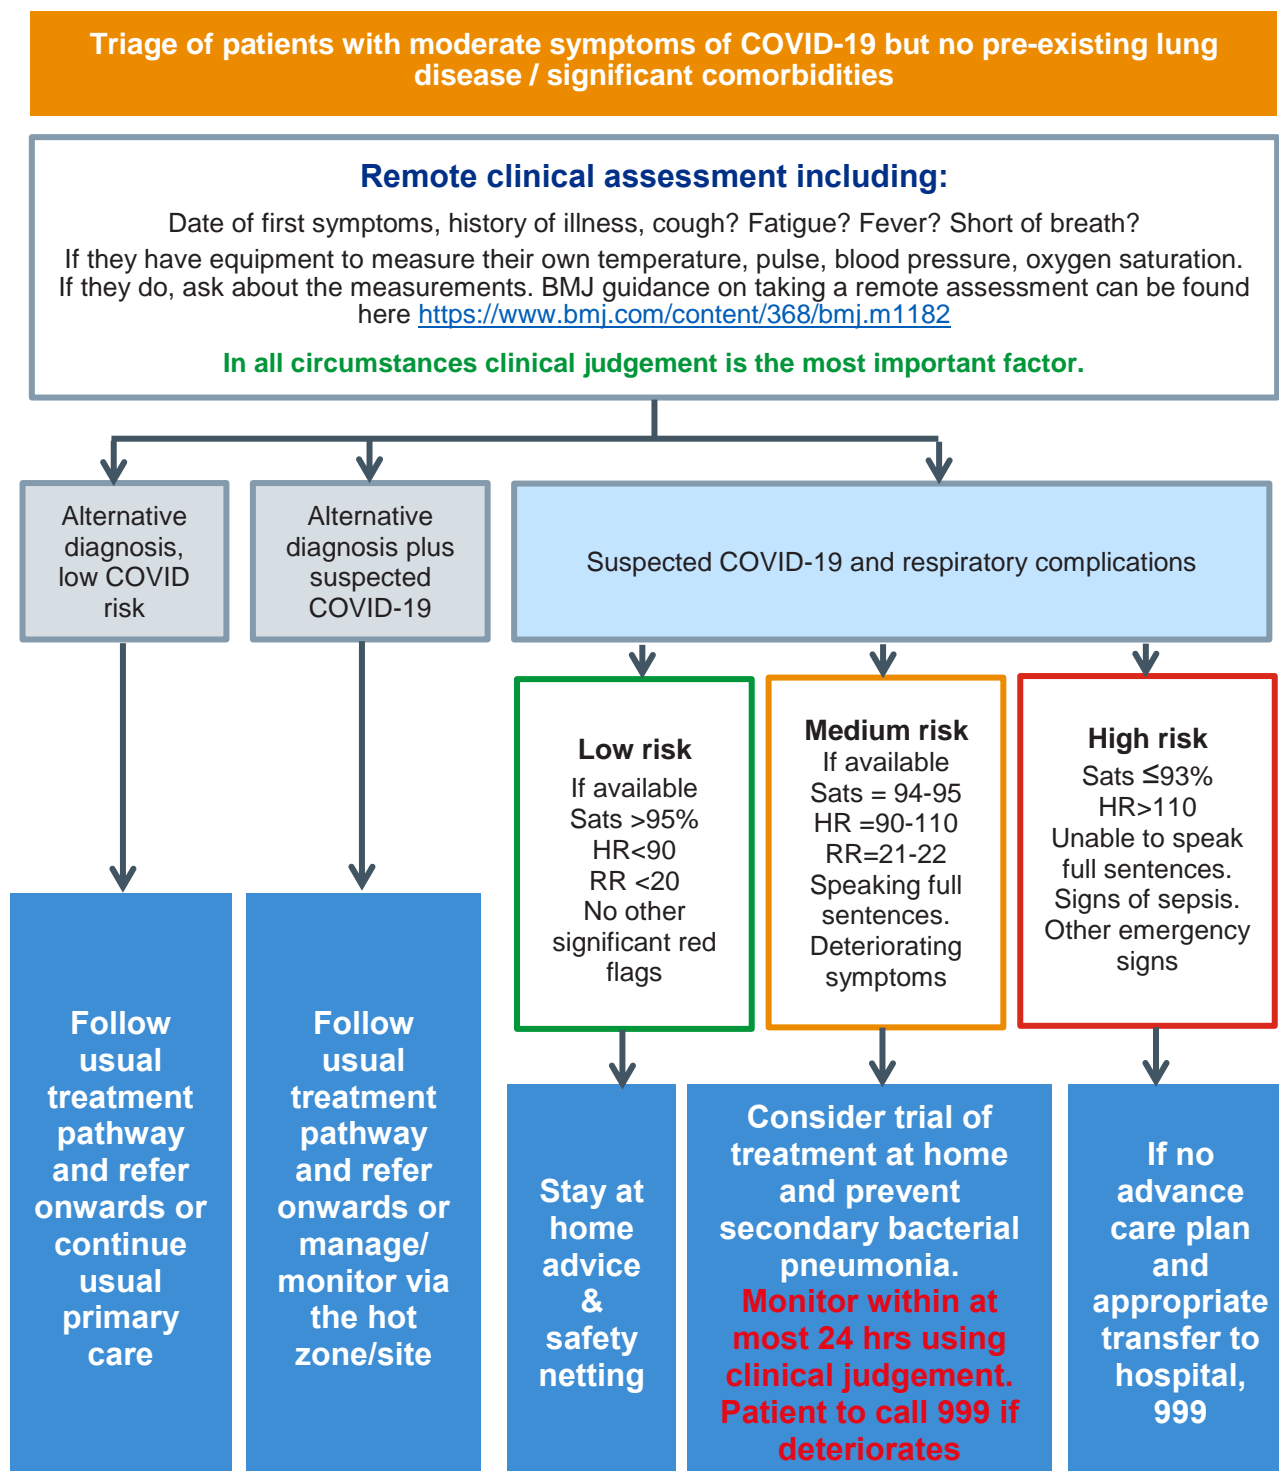 Triage of patients with moderate symptoms of COVID-19 but no pre-existing lung
disease / significant comorbidities
Remote clinical assessment including:
Date of first symptoms, history of illness, cough? Fatigue? Fever? Short of breath?
If they have equipment to measure their own temperature, pulse, blood pressure, oxygen saturation.
If they do, ask about the measurements. BMJ guidance on taking a remote assessment can be found
here https://www.bmj.com/content/368/bmj.m1182
In all circumstances clinical judgement is the most important factor.
Alternative
diagnosis,
low COVID
risk
Alternative
diagnosis plus
suspected
COVID-19
Suspected COVID-19 and respiratory complications
Low risk
If available
Sats >95%
HR<90
RR <20
No other
significant red
flags
Medium risk
If available
Sats = 94-95
HR =90-110
RR=21-22
Speaking full
sentences.
Deteriorating
symptoms
High risk
Sats ≤93%
HR>110
Unable to speak
full sentences.
Signs of sepsis.
Other emergency
signs
Follow
usual
treatment
pathway
and refer
onwards or
continue
usual
primary
care
Follow
usual
treatment
pathway
and refer
onwards or
manage/
monitor via
the hot
zone/site
Stay at
home
advice
&
safety
netting
Consider trial of
treatment at home
and prevent
secondary bacterial
pneumonia.
Monitor within at
most 24 hrs using
clinical judgement.
Patient to call 999 if
deteriorates
If no
advance
care plan
and
appropriate
transfer to
hospital,
999